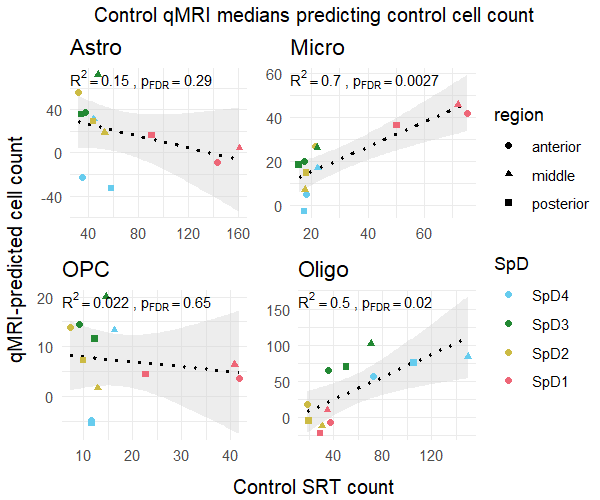 Control qMRI medians predicting control cell count
Astro
R² = 0.15 , pFDR = 0.29
40
0
-40
40
80
120
160
Micro
R² = 0.7 , pFDR = 0.0027
60
40
20
0
20
40
60
OPC
R² = 0.022 , pFDR = 0.65
20
10
0
10
20
30
40
Oligo
R² = 0.5 , pFDR = 0.02
150
100
50
0
40
80
120
qMRI-predicted cell count
Control SRT count
region
anterior
middle
posterior
SpD
SpD4
SpD3
SpD2
SpD1